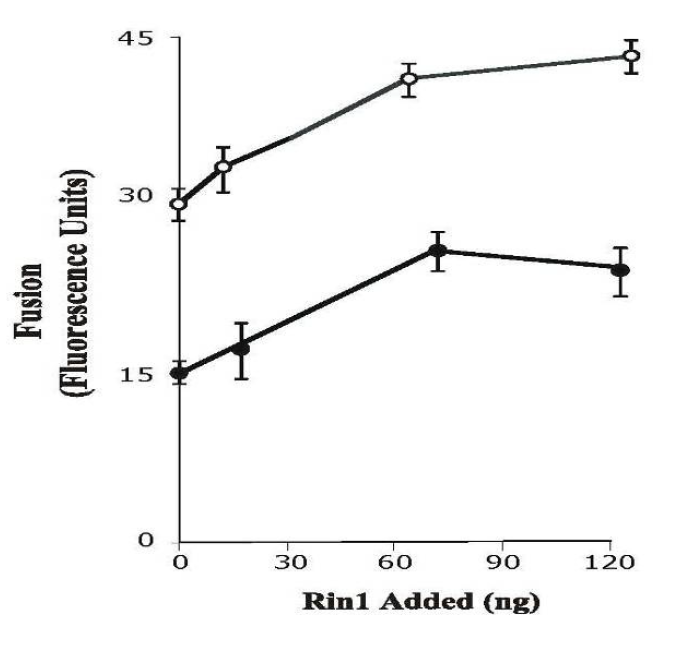 45
30
15
0
Fusion
(Fluorescence Units)
0 30 60 90 120
Rin1 Added (ng)